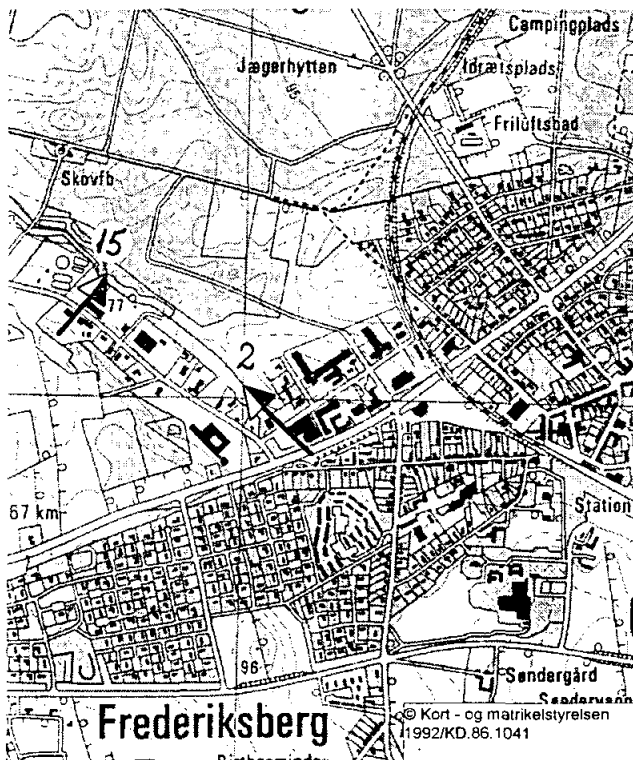 Campingplads
Jægerhytten
95
Idrætsplads
Friluftsbad
Skovfb
15
77
2
67 km
Station
96
Søndergård
Frederiksberg
© Kort - og matrikelstyrelsen
1992/KD.86.1041